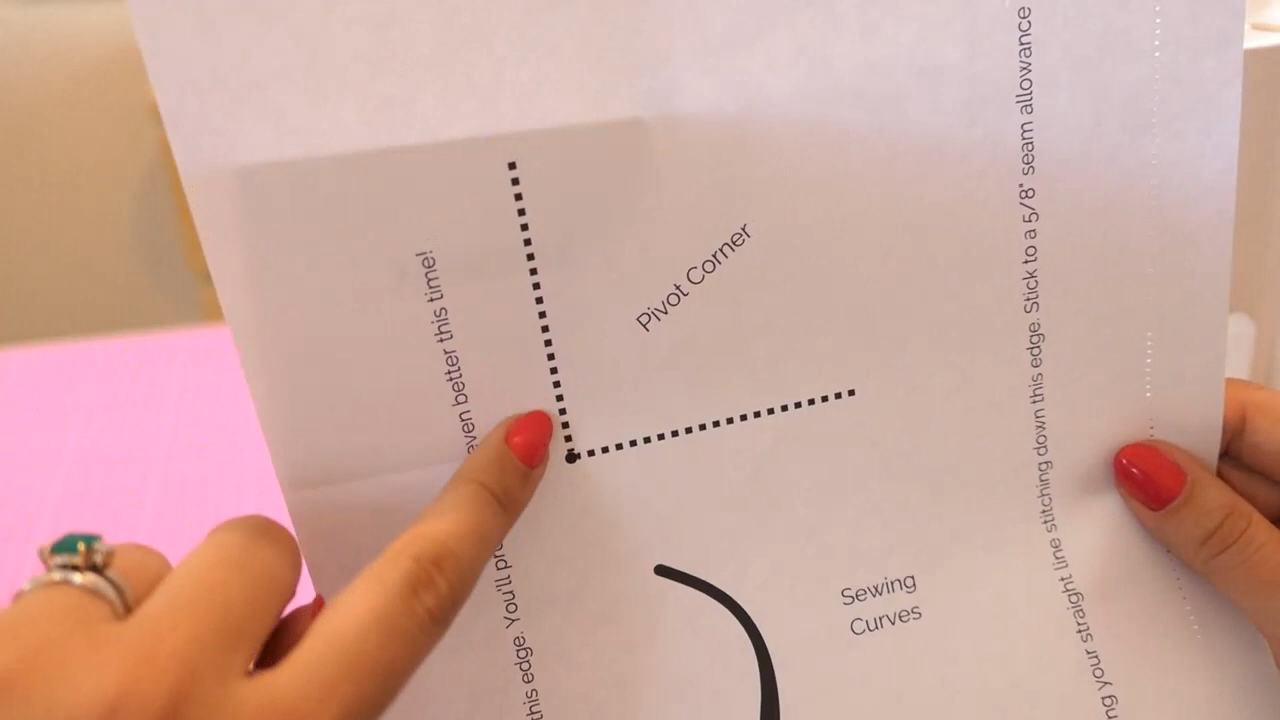 even better this time!
this edge. You'll
Pivot Corner
Sewing
Curves
your straight line stitching down this edge. Stick to a 5/8" seam allowance